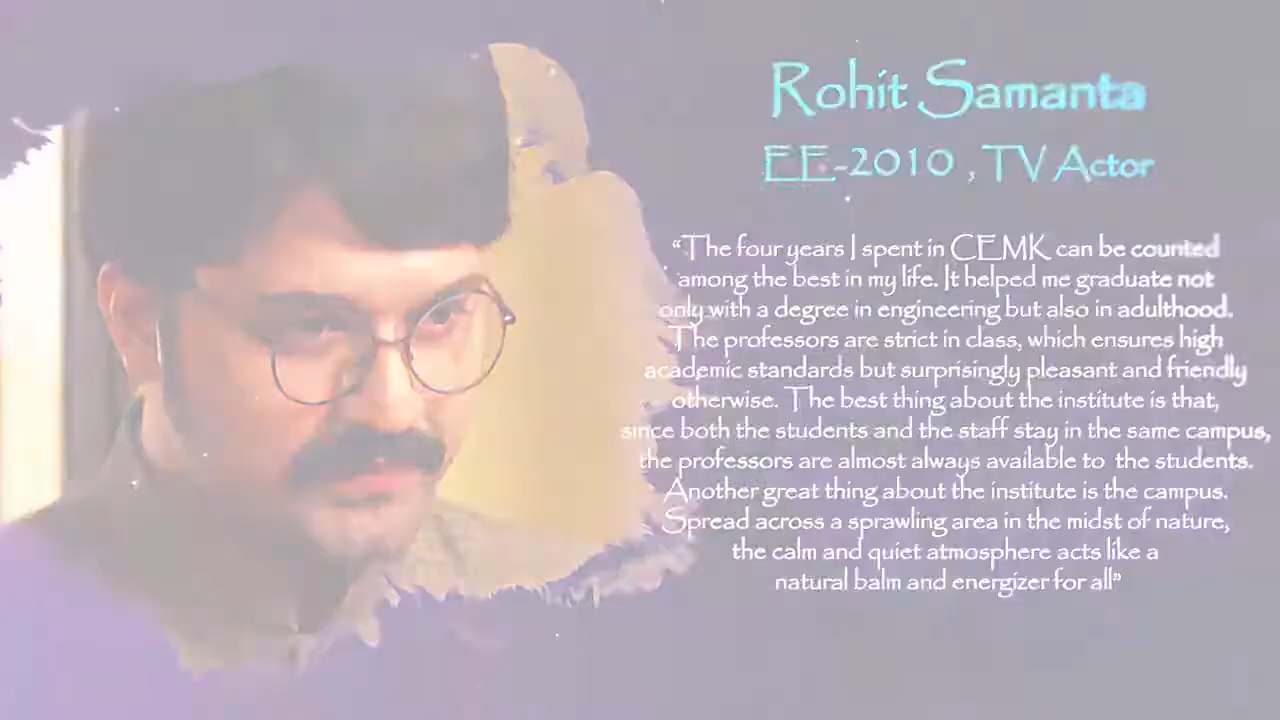 Rohit Samanta
EE-2010 , TV Actor
“The four years I spent in CEMK can be counted
among the best in my life. It helped me graduate not
only with a degree in engineering but also in adulthood.
The professors are strict in class, which ensures high
academic standards but surprisingly pleasant and friendly
otherwise. The best thing about the institute is that,
since both the students and the staff stay in the same campus,
the professors are almost always available to the students.
Another great thing about the institute is the campus.
Spread across a sprawling area in the midst of nature,
the calm and quiet atmosphere acts like a
natural balm and energizer for all”